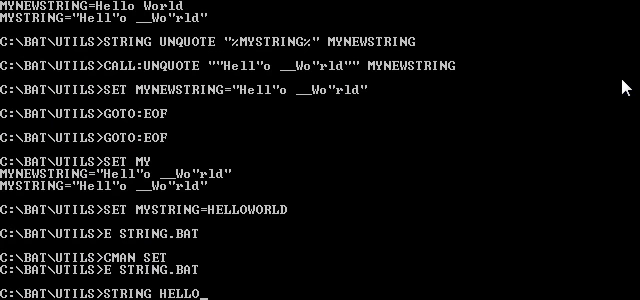 MYNEWSTRING=Hello World
MYSTRING="Hell"o __Wo"rld"
C:\BAT\UTILS>STRING UNQUOTE "%MYSTRING%" MYNEWSTRING
C:\BAT\UTILS>CALL:UNQUOTE ""Hell"o __Wo"rld"" MYNEWSTRING
C:\BAT\UTILS>SET MYNEWSTRING="Hell"o __Wo"rld"
C:\BAT\UTILS>GOTO:EOF
C:\BAT\UTILS>GOTO:EOF
C:\BAT\UTILS>SET MY
MYNEWSTRING="Hell"o __Wo"rld"
MYSTRING="Hell"o __Wo"rld"
C:\BAT\UTILS>SET MYSTRING=HELLOWORLD
C:\BAT\UTILS>E STRING.BAT
C:\BAT\UTILS>CMAN SET
C:\BAT\UTILS>E STRING.BAT
C:\BAT\UTILS>STRING HELLO_